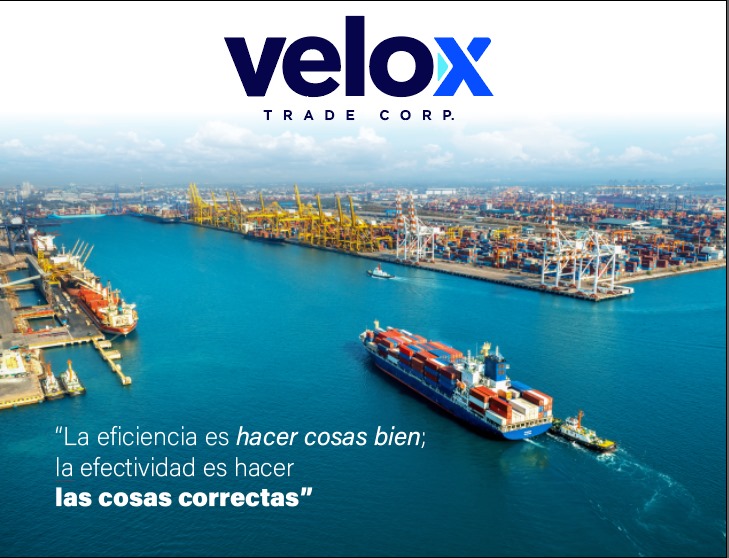 velox
TRADE CORP.
"La eficiencia es hacer cosas bien;
la efectividad es hacer
las cosas correctas"